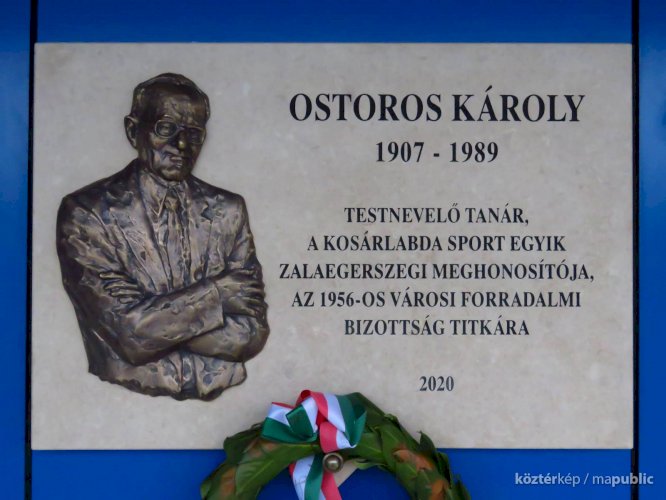 OSTOROS KÁROLY
1907 - 1989
TESTNEVELŐ TANÁR,
A KOSÁRLABDA SPORT EGYIK
ZALAEGERSZEGI MEGHONOSÍTÓJA,
AZ 1956-OS VÁROSI FORRADALMI
BIZOTTSÁG TITKÁRA
2020
köztérkép / mapublic